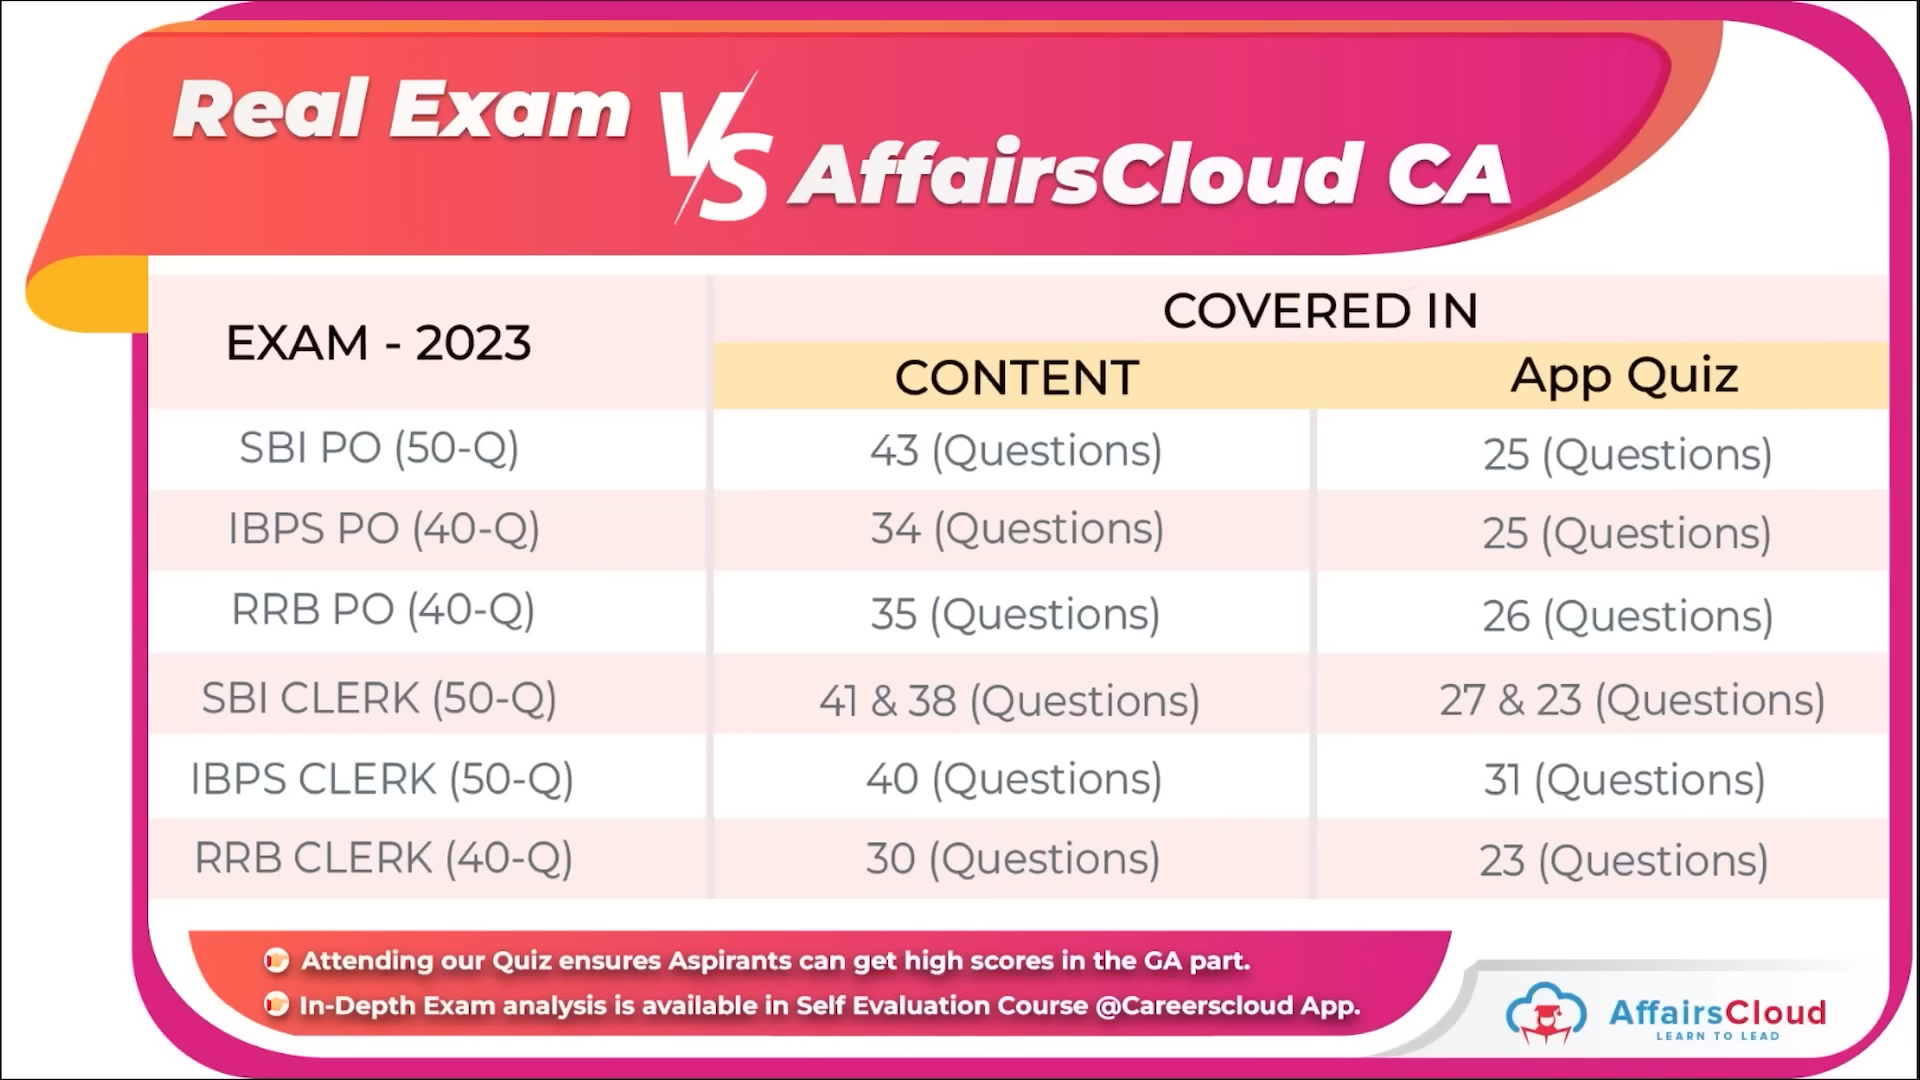 Real Exam VS AffairsCloud CA
EXAM - 2023
COVERED IN
CONTENT
App Quiz
SBI PO (50-Q)
43 (Questions)
25 (Questions)
IBPS PO (40-Q)
34 (Questions)
25 (Questions)
RRB PO (40-Q)
35 (Questions)
26 (Questions)
SBI CLERK (50-Q)
41 & 38 (Questions)
27 & 23 (Questions)
IBPS CLERK (50-Q)
40 (Questions)
31 (Questions)
RRB CLERK (40-Q)
30 (Questions)
23 (Questions)
Attending our Quiz ensures Aspirants can get high scores in the GA part.
In-Depth Exam analysis is available in Self Evaluation Course @Careerscloud App.
AffairsCloud
LEARN TO LEAD